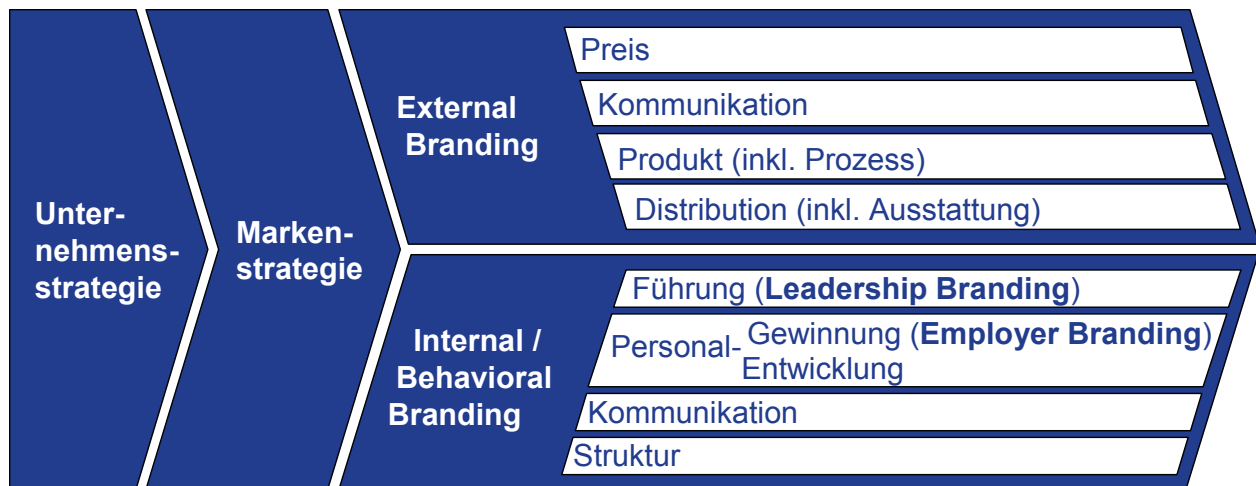 Unter-
nehmens-
strategie
Marken-
strategie
External
Branding
Preis
Kommunikation
Produkt (inkl. Prozess)
Distribution (inkl. Ausstattung)
Internal /
Behavioral
Branding
Führung (Leadership Branding)
Personal- Gewinnung (Employer Branding)
Entwicklung
Kommunikation
Struktur